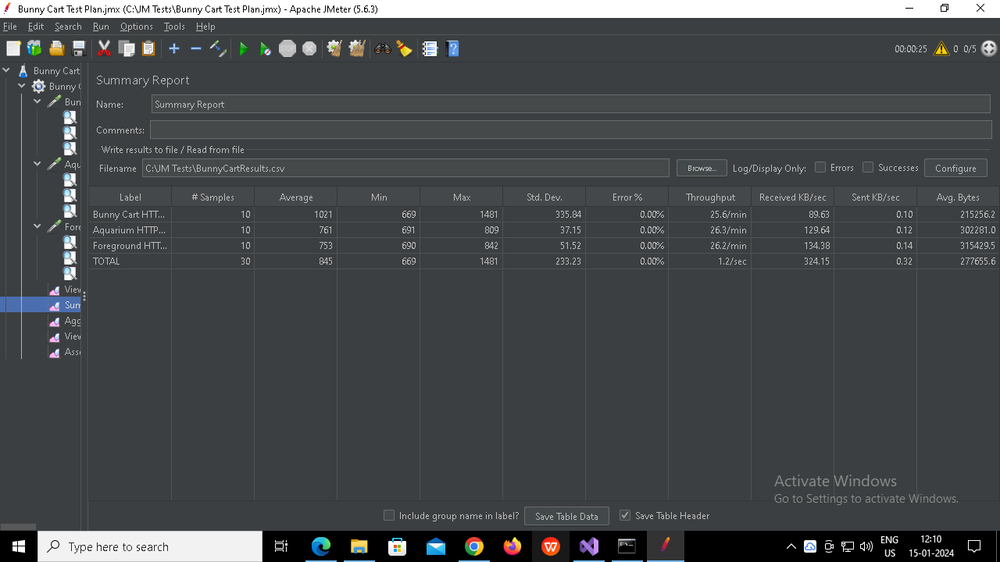 Bunny Cart Test Plan.jmx (C:\JM Tests\Bunny Cart Test Plan.jmx) - Apache JMeter (5.6.3)
File Edit Search Run Options Tools Help
STOP 00:00:25 0 0/5
Bunny Cart
Bunny C
Bun
Aqu
Fore
View
Sum
Agg
View
Asse
Summary Report
Name: Summary Report
Comments:
Write results to file / Read from file
Filename C:\JM Tests\BunnyCartResults.csv Browse... Log/Display Only: Errors Successes Configure
Label # Samples Average Min Max Std. Dev. Error % Throughput Received KB/sec Sent KB/sec Avg. Bytes
Bunny Cart HTT... 10 1021 669 1481 335.84 0.00% 25.6/min 89.63 0.10 215256.2
Aquarium HTTP... 10 761 691 809 37.15 0.00% 26.3/min 129.64 0.12 302281.0
Foreground HTT... 10 753 690 842 51.52 0.00% 26.2/min 134.38 0.14 315429.5
TOTAL 30 845 669 1481 233.23 0.00% 1.2/sec 324.15 0.32 277655.6
Activate Windows
Go to Settings to activate Windows.
Include group name in label? Save Table Data Save Table Header
Type here to search
ENG
US
12:10
15-01-2024